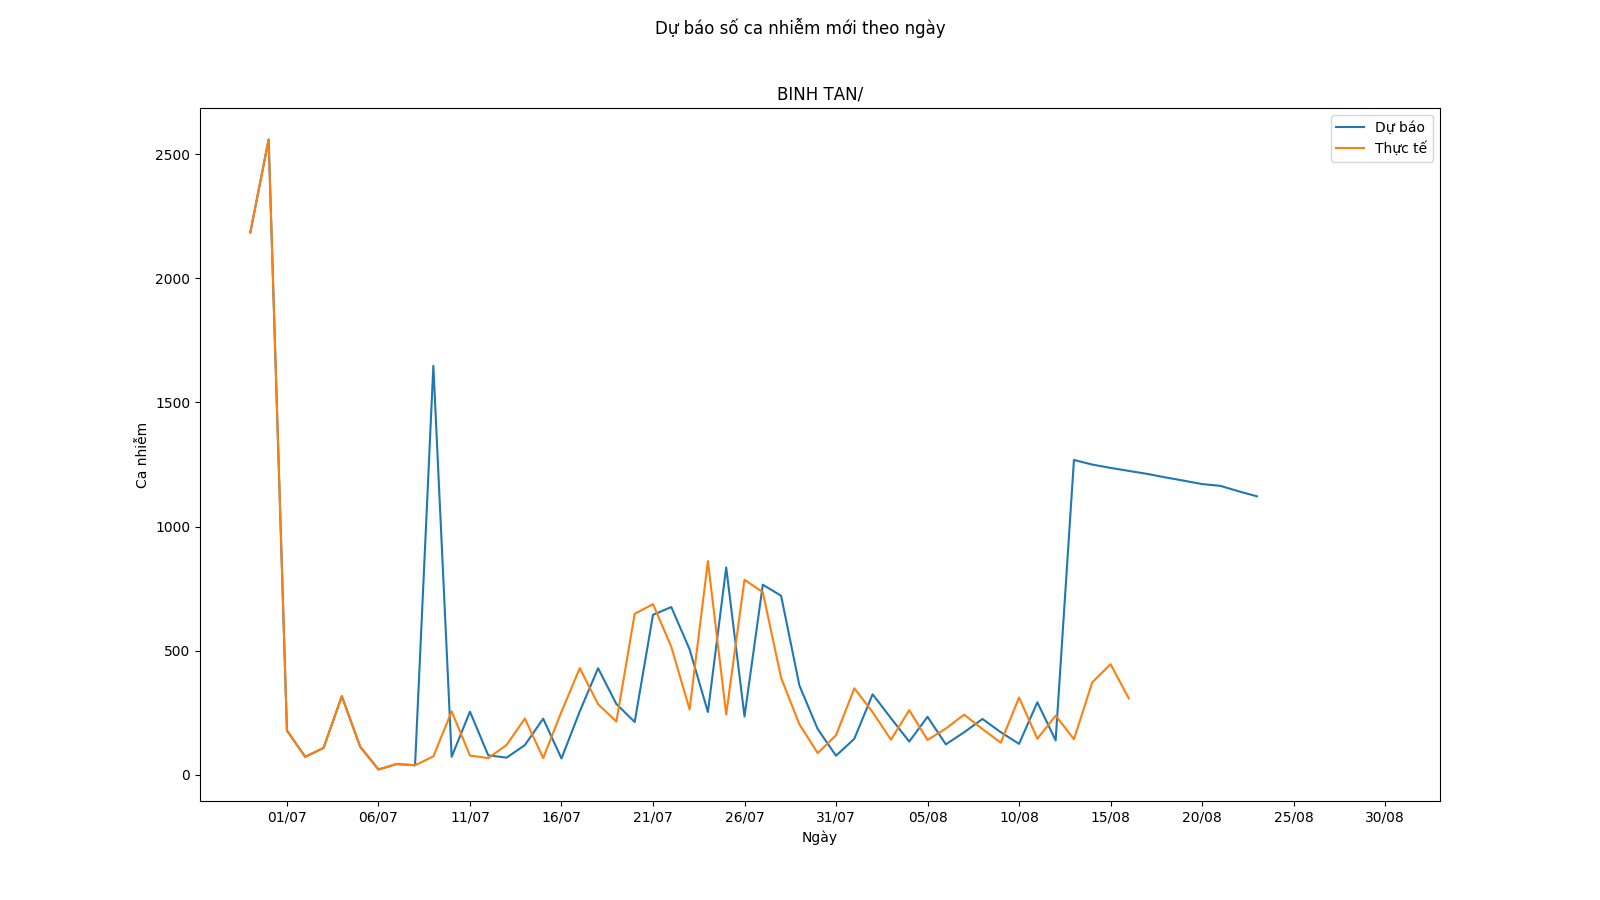 Dự báo số ca nhiễm mới theo ngày
BINH TAN/
Dự báo
Thực tế
2500
2000
1500
1000
500
0
Ca nhiễm
01/07 06/07 11/07 16/07 21/07 26/07 31/07 05/08 10/08 15/08 20/08 25/08 30/08
Ngày